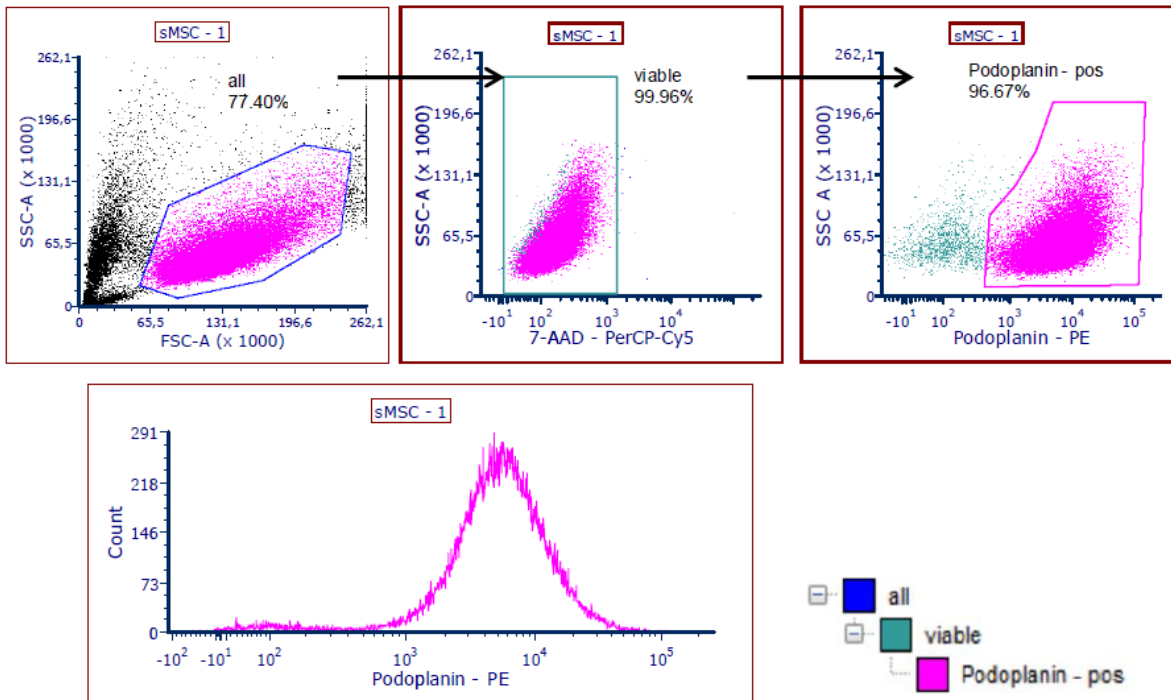 sMSC - 1
262,1
196,6
131,1
65,5
0
SSC-A (x 1000)
all
77.40%
0
65,5
131,1
196,6
262,1
FSC-A (x 1000)
sMSC - 1
262,1
196,6
131,1
65,5
0
SSC-A (x 1000)
viable
99.96%
-10¹
10²
10³
10⁴
7-AAD - PerCP-Cy5
sMSC - 1
262,1
196,6
131,1
65,5
0
SSC A (x 1000)
Podoplanin - pos
96.67%
-10¹
10²
10³
10⁴
10⁵
Podoplanin - PE
sMSC - 1
291
218
146
73
0
Count
-10²
-10¹
10²
10³
10⁴
10⁵
Podoplanin - PE
all
viable
Podoplanin - pos